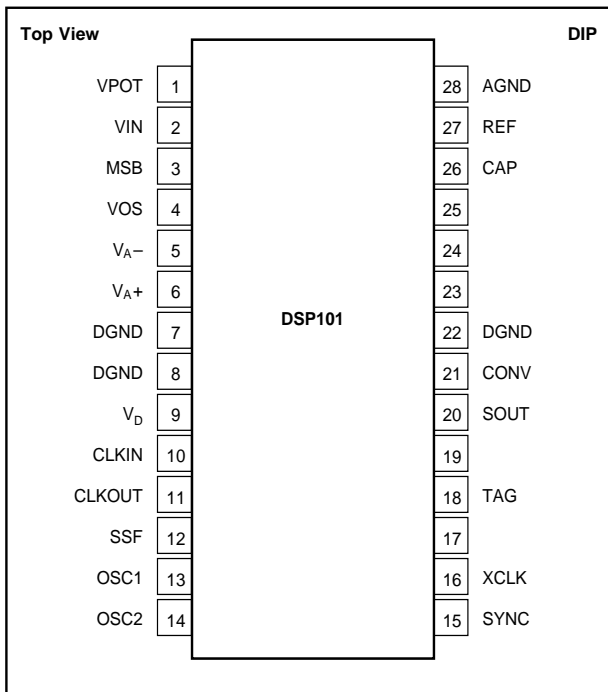 Top View DIP
VPOT 1 28 AGND
VIN 2 27 REF
MSB 3 26 CAP
VOS 4 25
VA– 5 24
VA+ 6 23
DSP101
DGND 7 22 DGND
DGND 8 21 CONV
VD 9 20 SOUT
CLKIN 10 19
CLKOUT 11 18 TAG
SSF 12 17
OSC1 13 16 XCLK
OSC2 14 15 SYNC